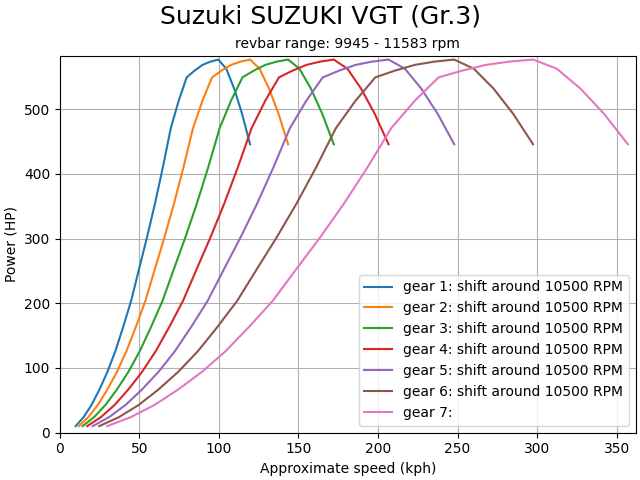 Suzuki SUZUKI VGT (Gr.3)
revbar range: 9945 - 11583 rpm
Power (HP)
500
400
300
200
100
0
gear 1: shift around 10500 RPM
gear 2: shift around 10500 RPM
gear 3: shift around 10500 RPM
gear 4: shift around 10500 RPM
gear 5: shift around 10500 RPM
gear 6: shift around 10500 RPM
gear 7:
0 50 100 150 200 250 300 350
Approximate speed (kph)